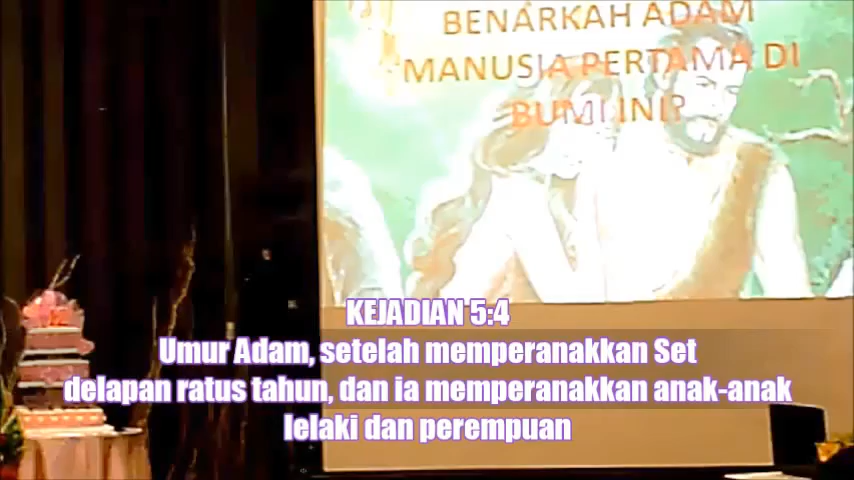 BENARKAH ADAM
MANUSIA PERTAMA DI
BUMI INI?
KEJADIAN 5:4
Umur Adam, setelah memperanakkan Set
delapan ratus tahun, dan ia memperanakkan anak-anak
lelaki dan perempuan